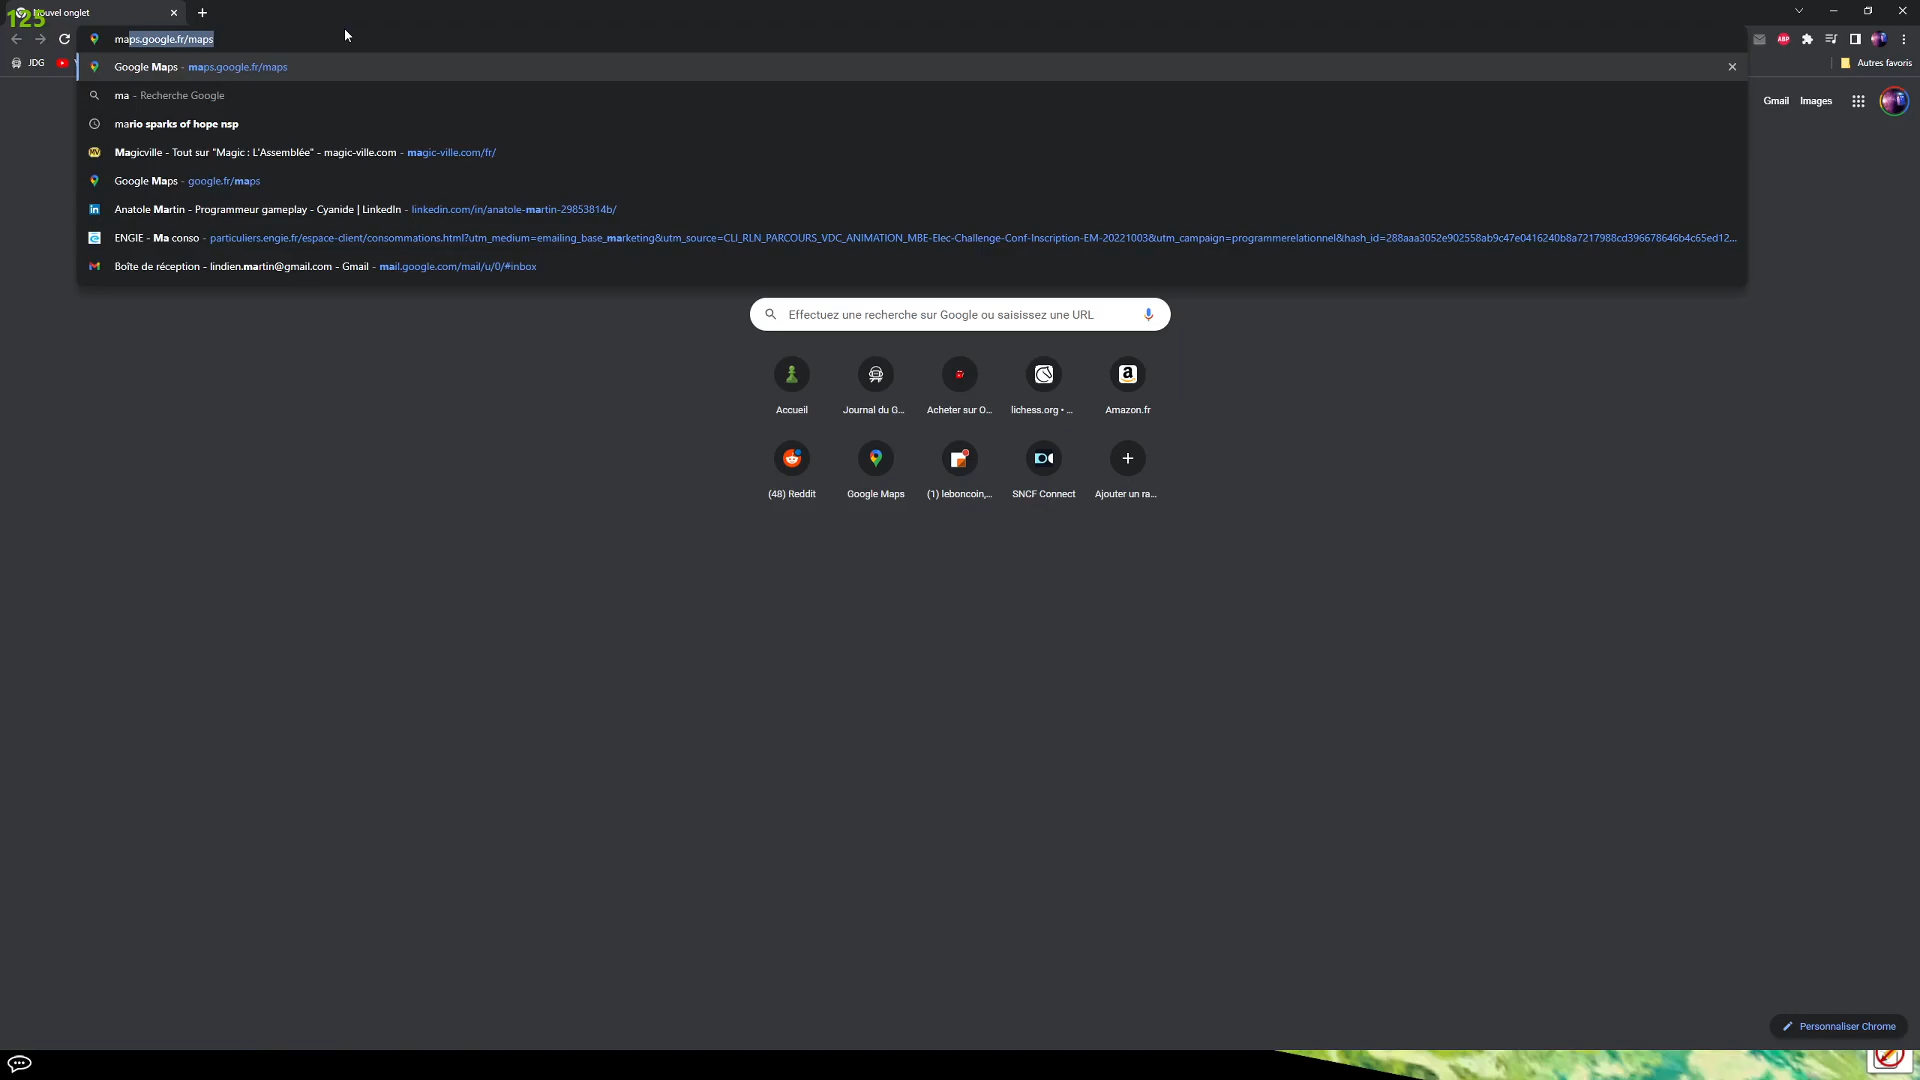 125
Nouvel onglet
maps.google.fr/maps
JDG
Google Maps - maps.google.fr/maps
Autres favoris
ma - Recherche Google
Gmail Images
mario sparks of hope nsp
Magicville - Tout sur "Magic : L'Assemblée" - magic-ville.com - magic-ville.com/fr/
Google Maps - google.fr/maps
Anatole Martin - Programmeur gameplay - Cyanide | LinkedIn - linkedin.com/in/anatole-martin-29853814b/
ENGIE - Ma conso - particuliers.engie.fr/espace-client/consommations.html?utm_medium=emailing_base_marketing&utm_source=CLI_RLN_PARCOURS_VDC_ANIMATION_MBE-Elec-Challenge-Conf-Inscription-EM-20221003&utm_campaign=programmerelationnel&hash_id=288aaa3052e902558ab9c47e0416240b8a7217988cd396678646b4c65ed12...
Boîte de réception - lindien.martin@gmail.com - Gmail - mail.google.com/mail/u/0/#inbox
Effectuez une recherche sur Google ou saisissez une URL
Accueil Journal du G... Acheter sur O... lichess.org • ... Amazon.fr
(48) Reddit Google Maps (1) leboncoin,... SNCF Connect Ajouter un ra...
Personnaliser Chrome